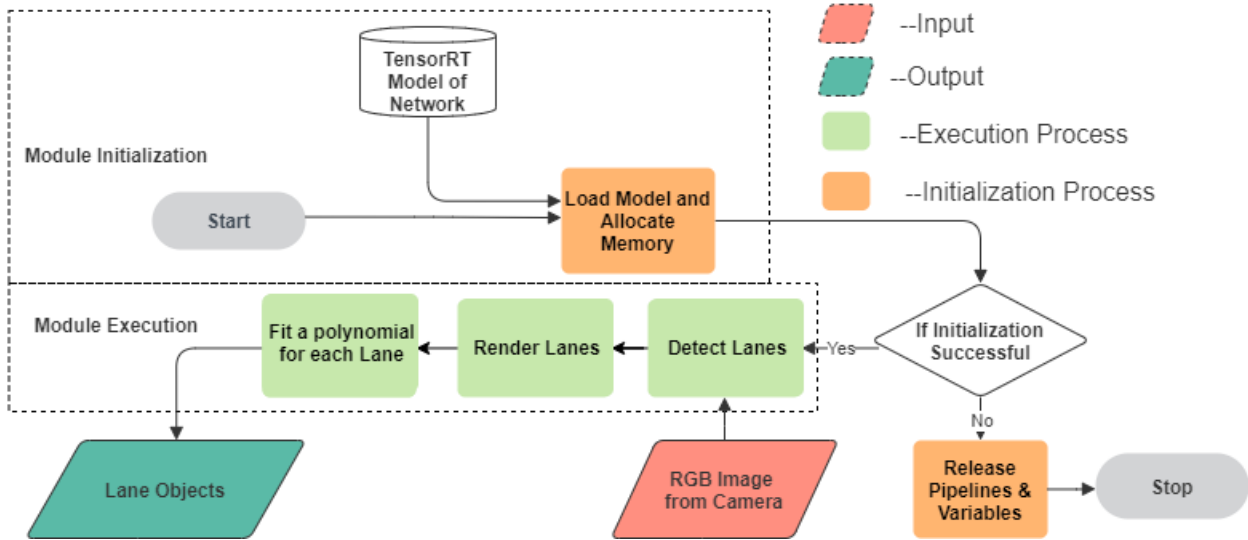 TensorRT
Model of
Network
--Input
--Output
--Execution Process
--Initialization Process
Module Initialization
Start
Load Model and
Allocate
Memory
Module Execution
Fit a polynomial
for each Lane
Render Lanes
Detect Lanes
Yes
If Initialization
Successful
No
Lane Objects
RGB Image
from Camera
Release
Pipelines &
Variables
Stop